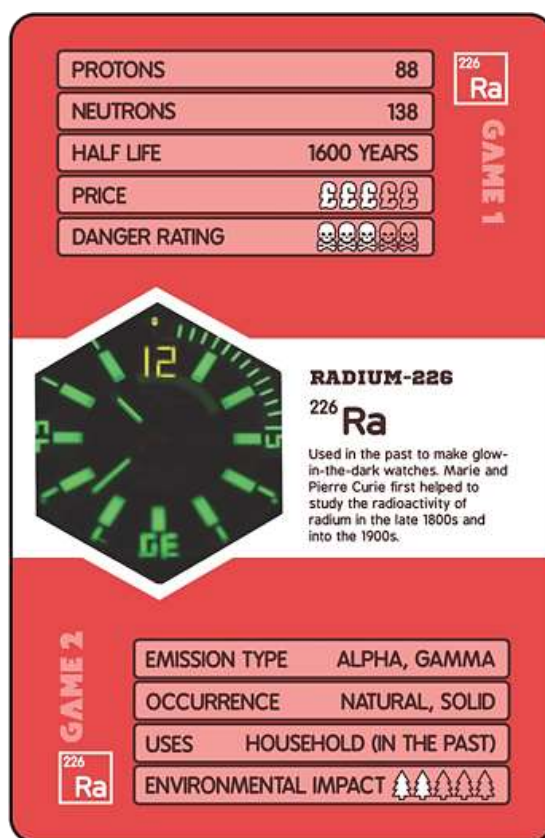 PROTONS 88
NEUTRONS 138
HALF LIFE 1600 YEARS
PRICE £££££
DANGER RATING
226
Ra
GAME 1
12
RADIUM-226
226Ra
Used in the past to make glow-
in-the-dark watches. Marie and
Pierre Curie first helped to
study the radioactivity of
radium in the late 1800s and
into the 1900s.
GAME 2
226
Ra
EMISSION TYPE ALPHA, GAMMA
OCCURRENCE NATURAL, SOLID
USES HOUSEHOLD (IN THE PAST)
ENVIRONMENTAL IMPACT